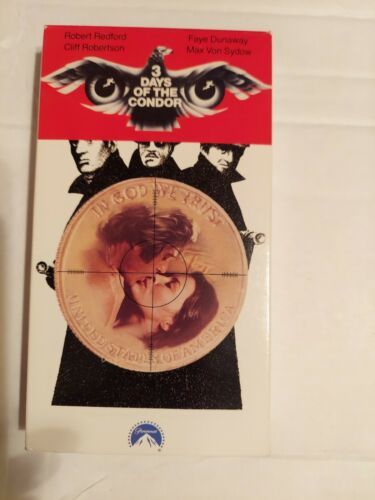 Robert Redford
Cliff Robertson
Faye Dunaway
Max Von Sydow
3
DAYS
OF THE
CONDOR
IN GOD WE TRUST
UNITED STATES OF AMERICA
Paramount